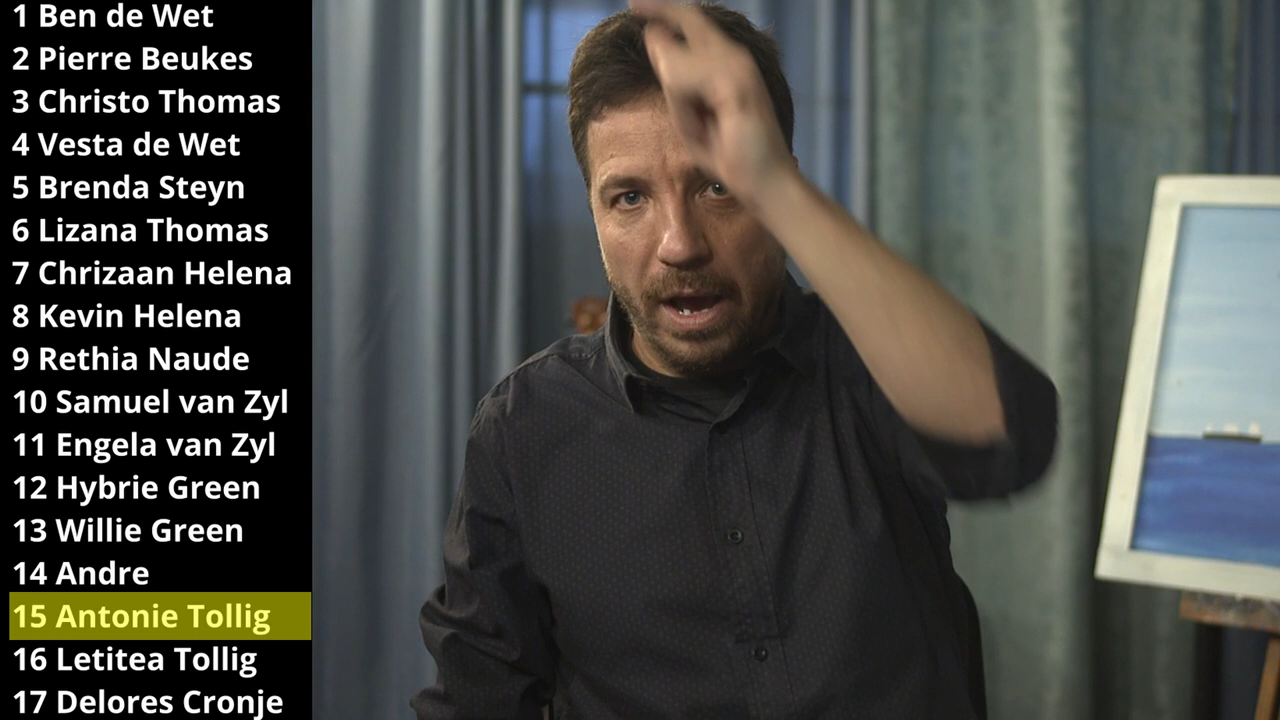 1 Ben de Wet
2 Pierre Beukes
3 Christo Thomas
4 Vesta de Wet
5 Brenda Steyn
6 Lizana Thomas
7 Chrizaan Helena
8 Kevin Helena
9 Rethia Naude
10 Samuel van Zyl
11 Engela van Zyl
12 Hybrie Green
13 Willie Green
14 Andre
15 Antonie Tollig
16 Letitea Tollig
17 Delores Cronje